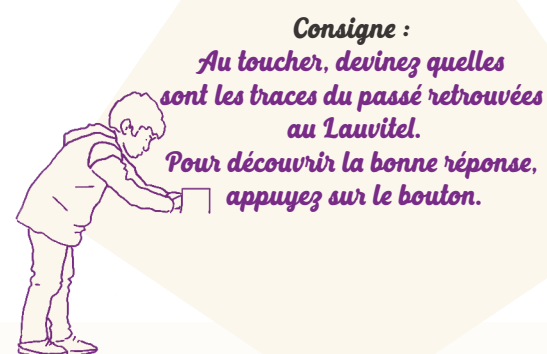 Consigne :
Au toucher, devinez quelles
sont les traces du passé retrouvées
au Lauvitel.
Pour découvrir la bonne réponse,
appuyez sur le bouton.